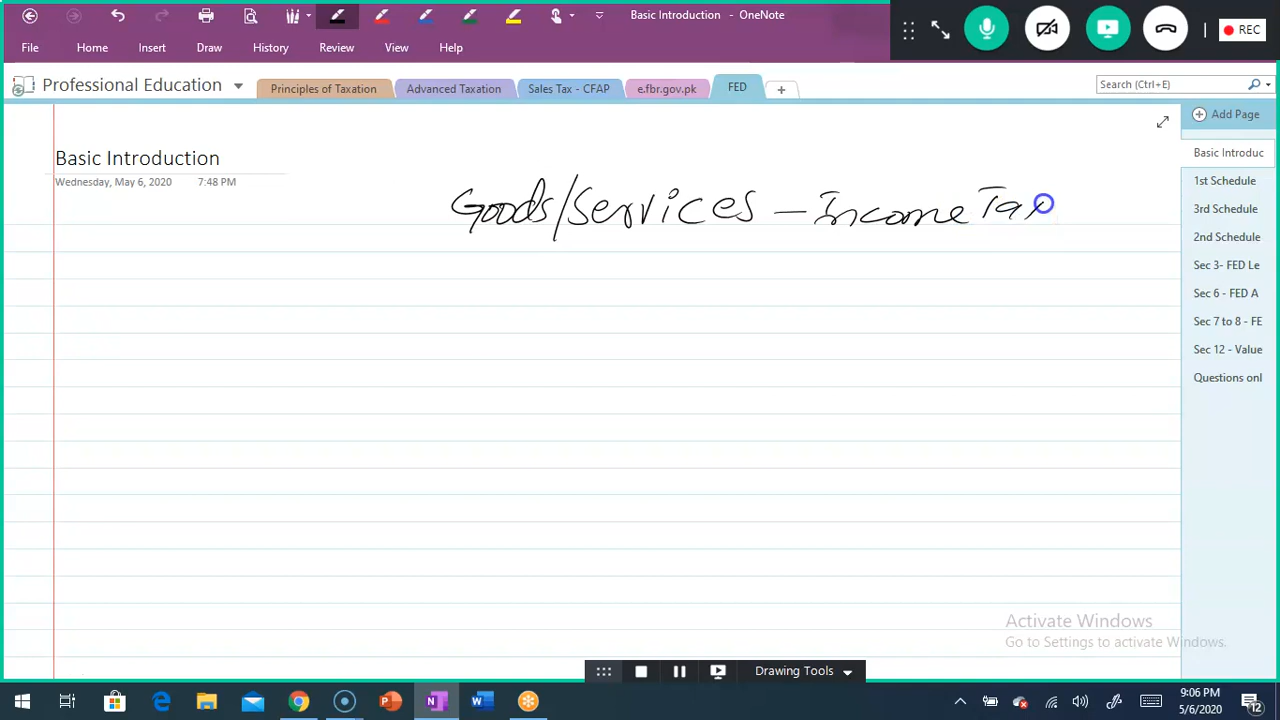 Basic Introduction - OneNote
REC
File Home Insert Draw History Review View Help
Professional Education
Principles of Taxation Advanced Taxation Sales Tax - CFAP e.fbr.gov.pk FED
Search (Ctrl+E)
Add Page
Basic Introduction
Wednesday, May 6, 2020 7:48 PM
Goods/Services — Income Tax
Basic Introduc
1st Schedule
3rd Schedule
2nd Schedule
Sec 3- FED Le
Sec 6 - FED A
Sec 7 to 8 - FE
Sec 12 - Value
Questions onl
Activate Windows
Go to Settings to activate Windows.
Drawing Tools
9:06 PM
5/6/2020
12